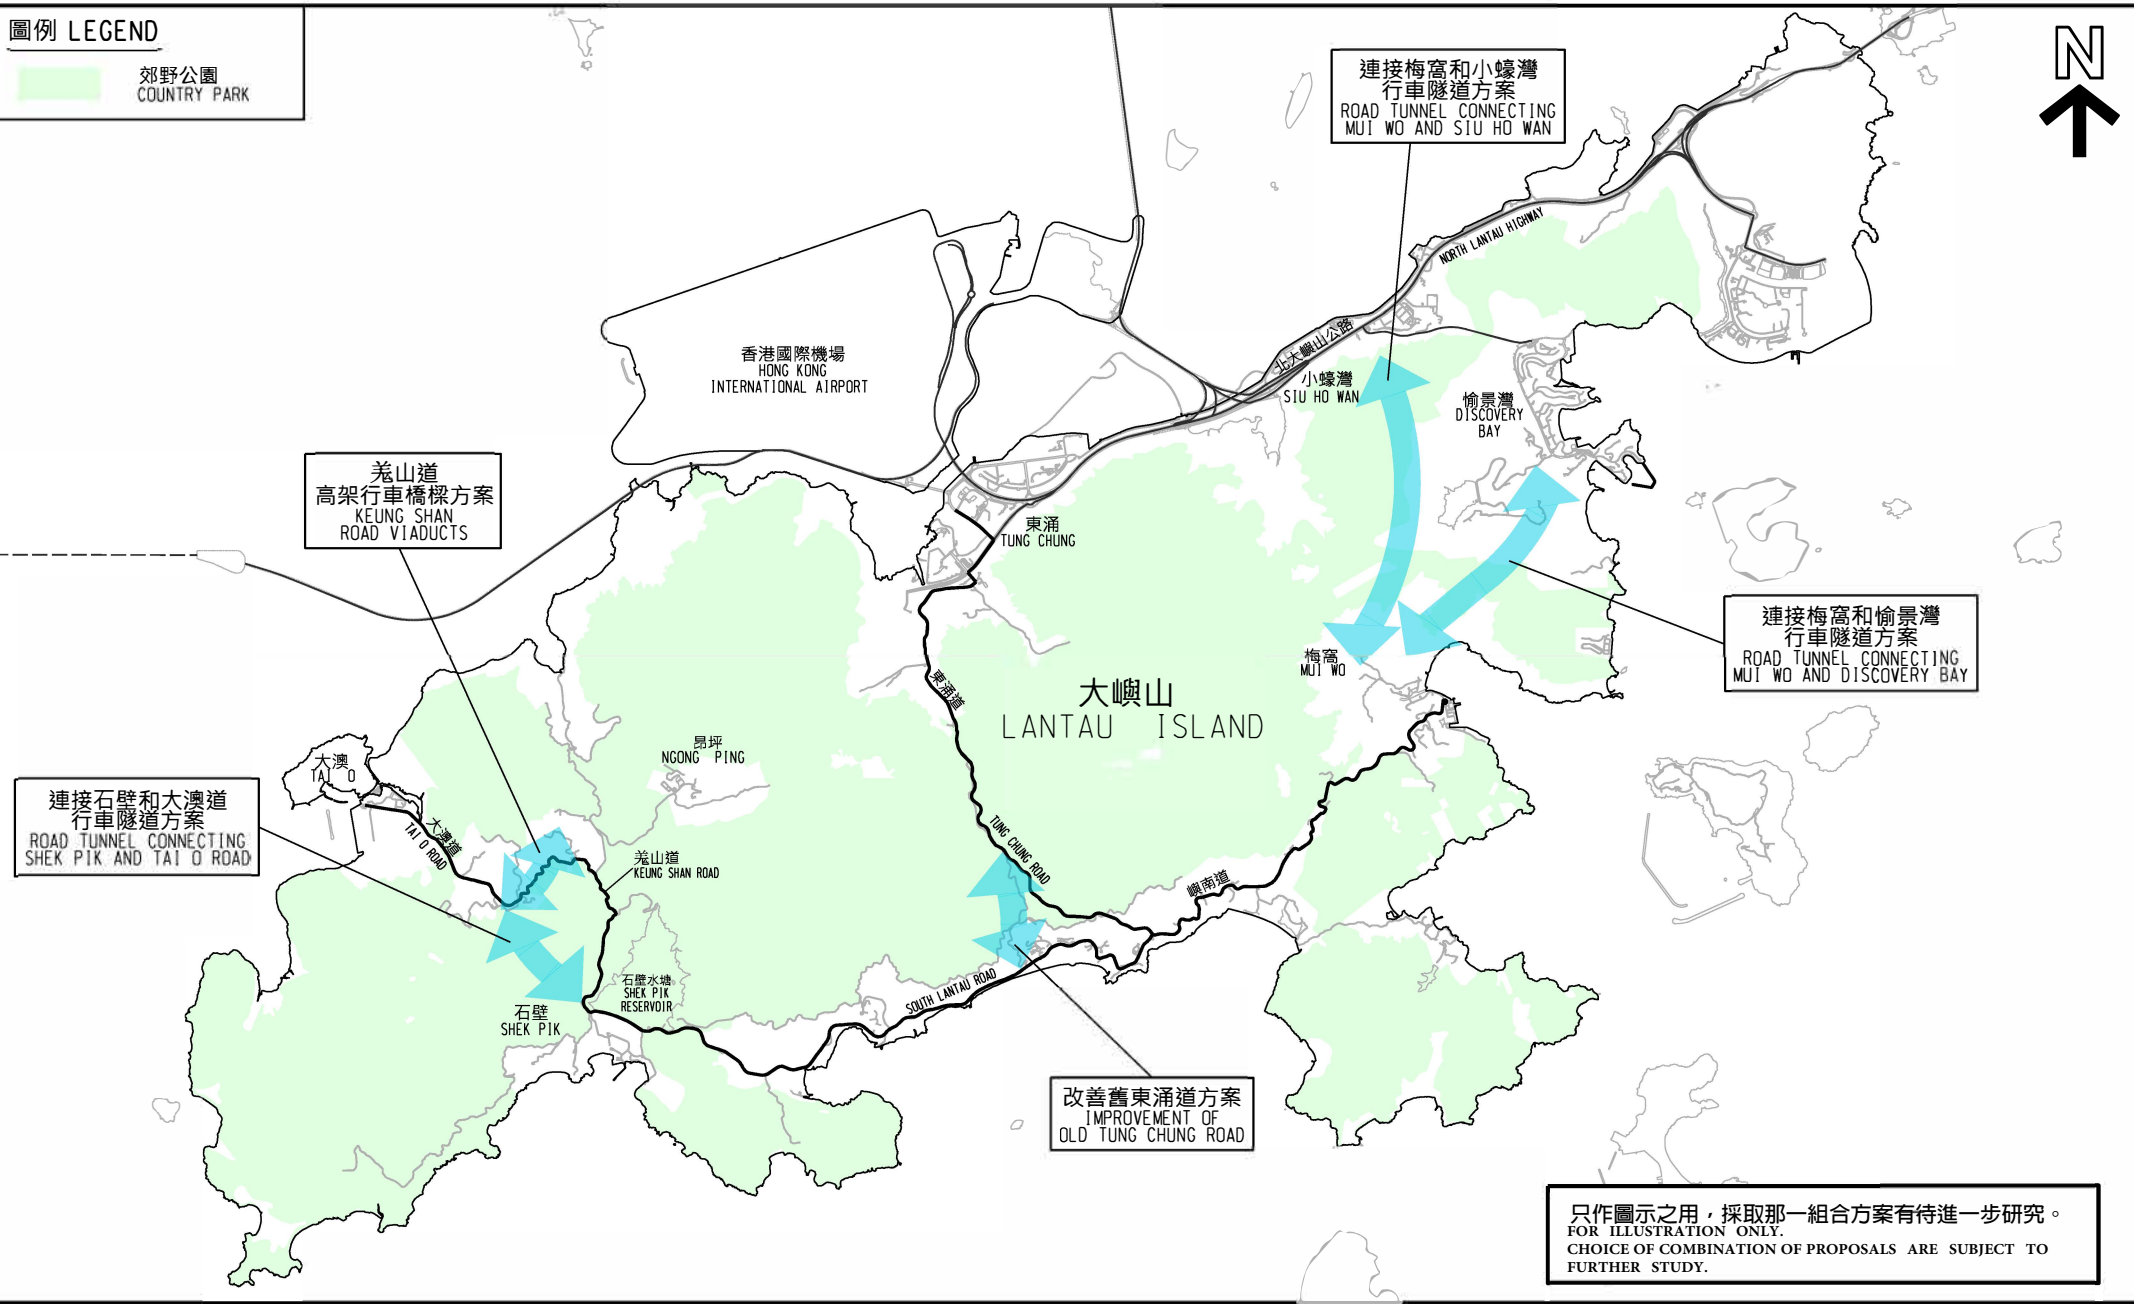 圖例 LEGEND
郊野公園
COUNTRY PARK
N
連接梅窩和小蠔灣
行車隧道方案
ROAD TUNNEL CONNECTING
MUI WO AND SIU HO WAN
NORTH LANTAU HIGHWAY
北大嶼山公路
香港國際機場
HONG KONG
INTERNATIONAL AIRPORT
小蠔灣
SIU HO WAN
愉景灣
DISCOVERY
BAY
羗山道
高架行車橋樑方案
KEUNG SHAN
ROAD VIADUCTS
東涌
TUNG CHUNG
連接梅窩和愉景灣
行車隧道方案
ROAD TUNNEL CONNECTING
MUI WO AND DISCOVERY BAY
梅窩
MUI WO
東涌道
大嶼山
LANTAU ISLAND
昂坪
NGONG PING
大澳
TAI O
連接石壁和大澳道
行車隧道方案
ROAD TUNNEL CONNECTING
SHEK PIK AND TAI O ROAD
大澳道
TAI O ROAD
羗山道
KEUNG SHAN ROAD
TUNG CHUNG ROAD
嶼南道
SOUTH LANTAU ROAD
石壁水塘
SHEK PIK
RESERVOIR
石壁
SHEK PIK
改善舊東涌道方案
IMPROVEMENT OF
OLD TUNG CHUNG ROAD
只作圖示之用，採取那一組合方案有待進一步研究。
FOR ILLUSTRATION ONLY.
CHOICE OF COMBINATION OF PROPOSALS ARE SUBJECT TO
FURTHER STUDY.